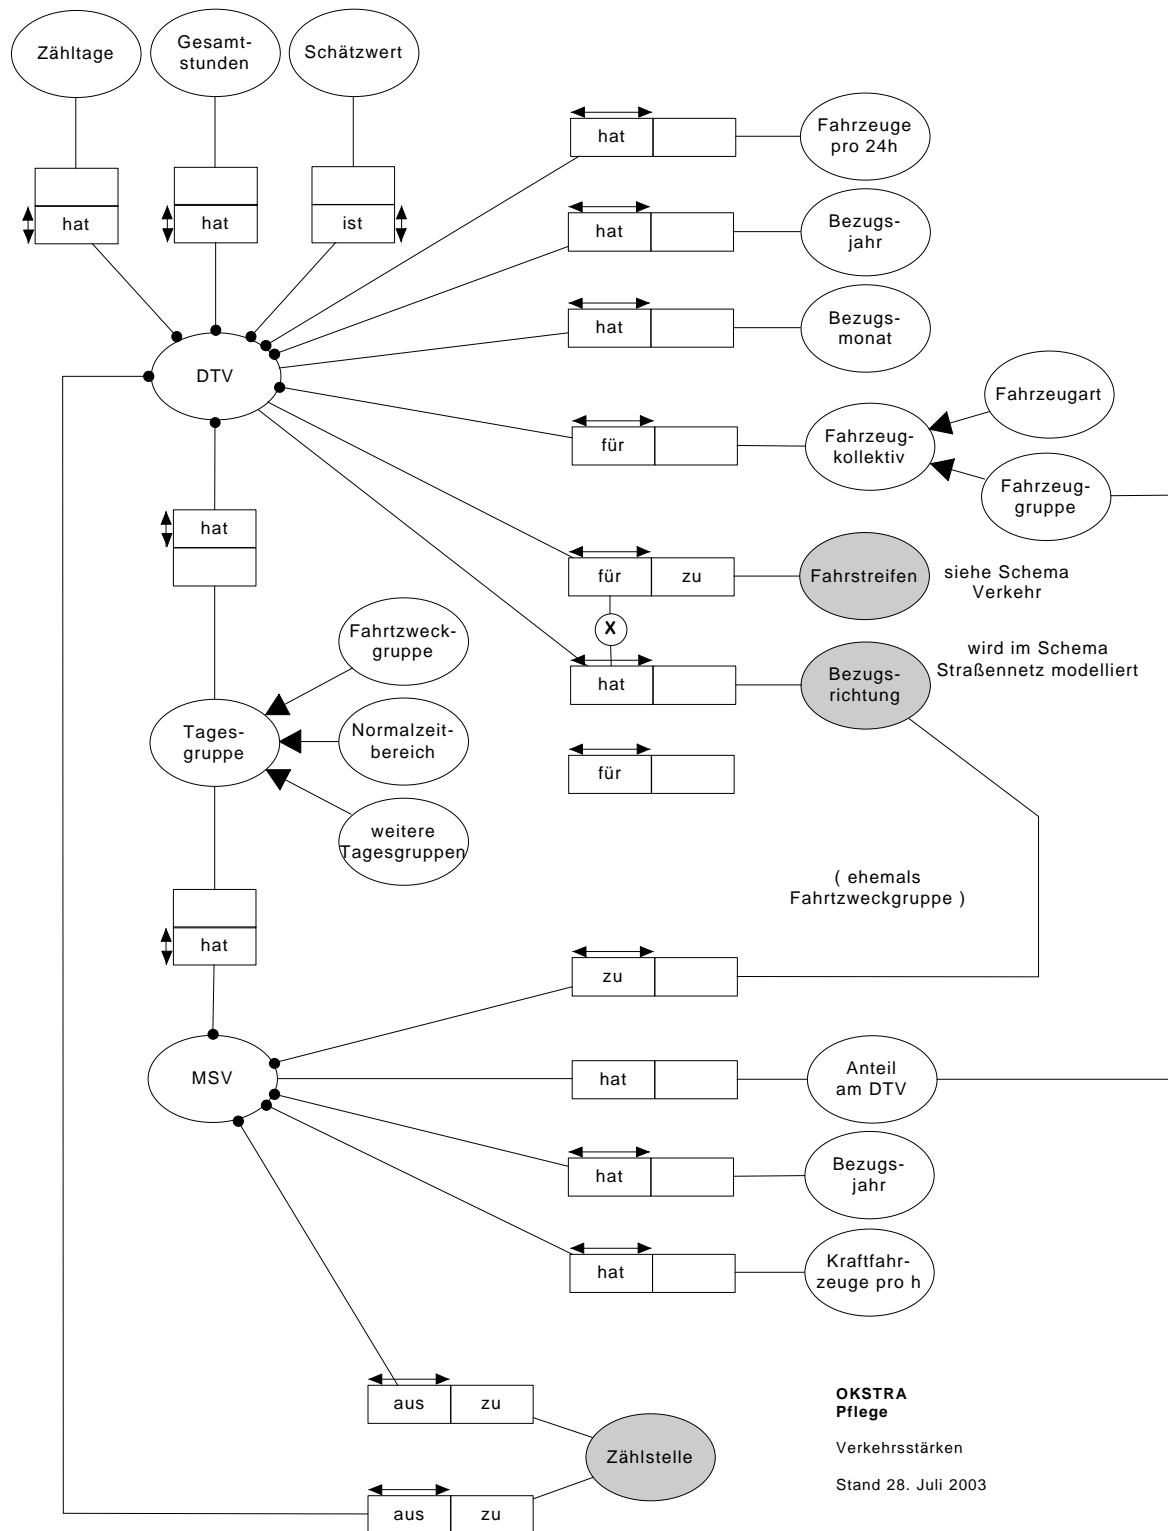 Zähltage
Gesamt-
stunden
Schätzwert
hat
hat
ist
hat
Fahrzeuge
pro 24h
hat
Bezugs-
jahr
hat
Bezugs-
monat
DTV
für
Fahrzeug-
kollektiv
Fahrzeugart
Fahrzeug-
gruppe
hat
für
zu
Fahrstreifen
siehe Schema
Verkehr
X
hat
Bezugs-
richtung
wird im Schema
Straßennetz modelliert
Fahrtzweck-
gruppe
Tages-
gruppe
Normalzeit-
bereich
weitere
Tagesgruppen
für
( ehemals
Fahrtzweckgruppe )
hat
zu
MSV
hat
Anteil
am DTV
hat
Bezugs-
jahr
hat
Kraftfahr-
zeuge pro h
aus
zu
Zählstelle
aus
zu
OKSTRA
Pflege
Verkehrsstärken
Stand 28. Juli 2003